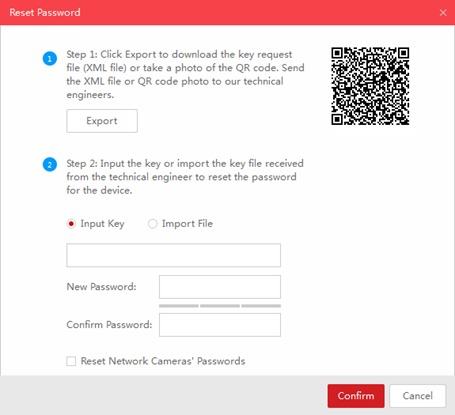 Reset Password
1
Step 1: Click Export to download the key request
file (XML file) or take a photo of the QR code. Send
the XML file or QR code photo to our technical
engineers.
Export
2
Step 2: Input the key or import the key file received
from the technical engineer to reset the password
for the device.
Input Key
Import File
New Password:
Confirm Password:
Reset Network Cameras' Passwords
Confirm
Cancel